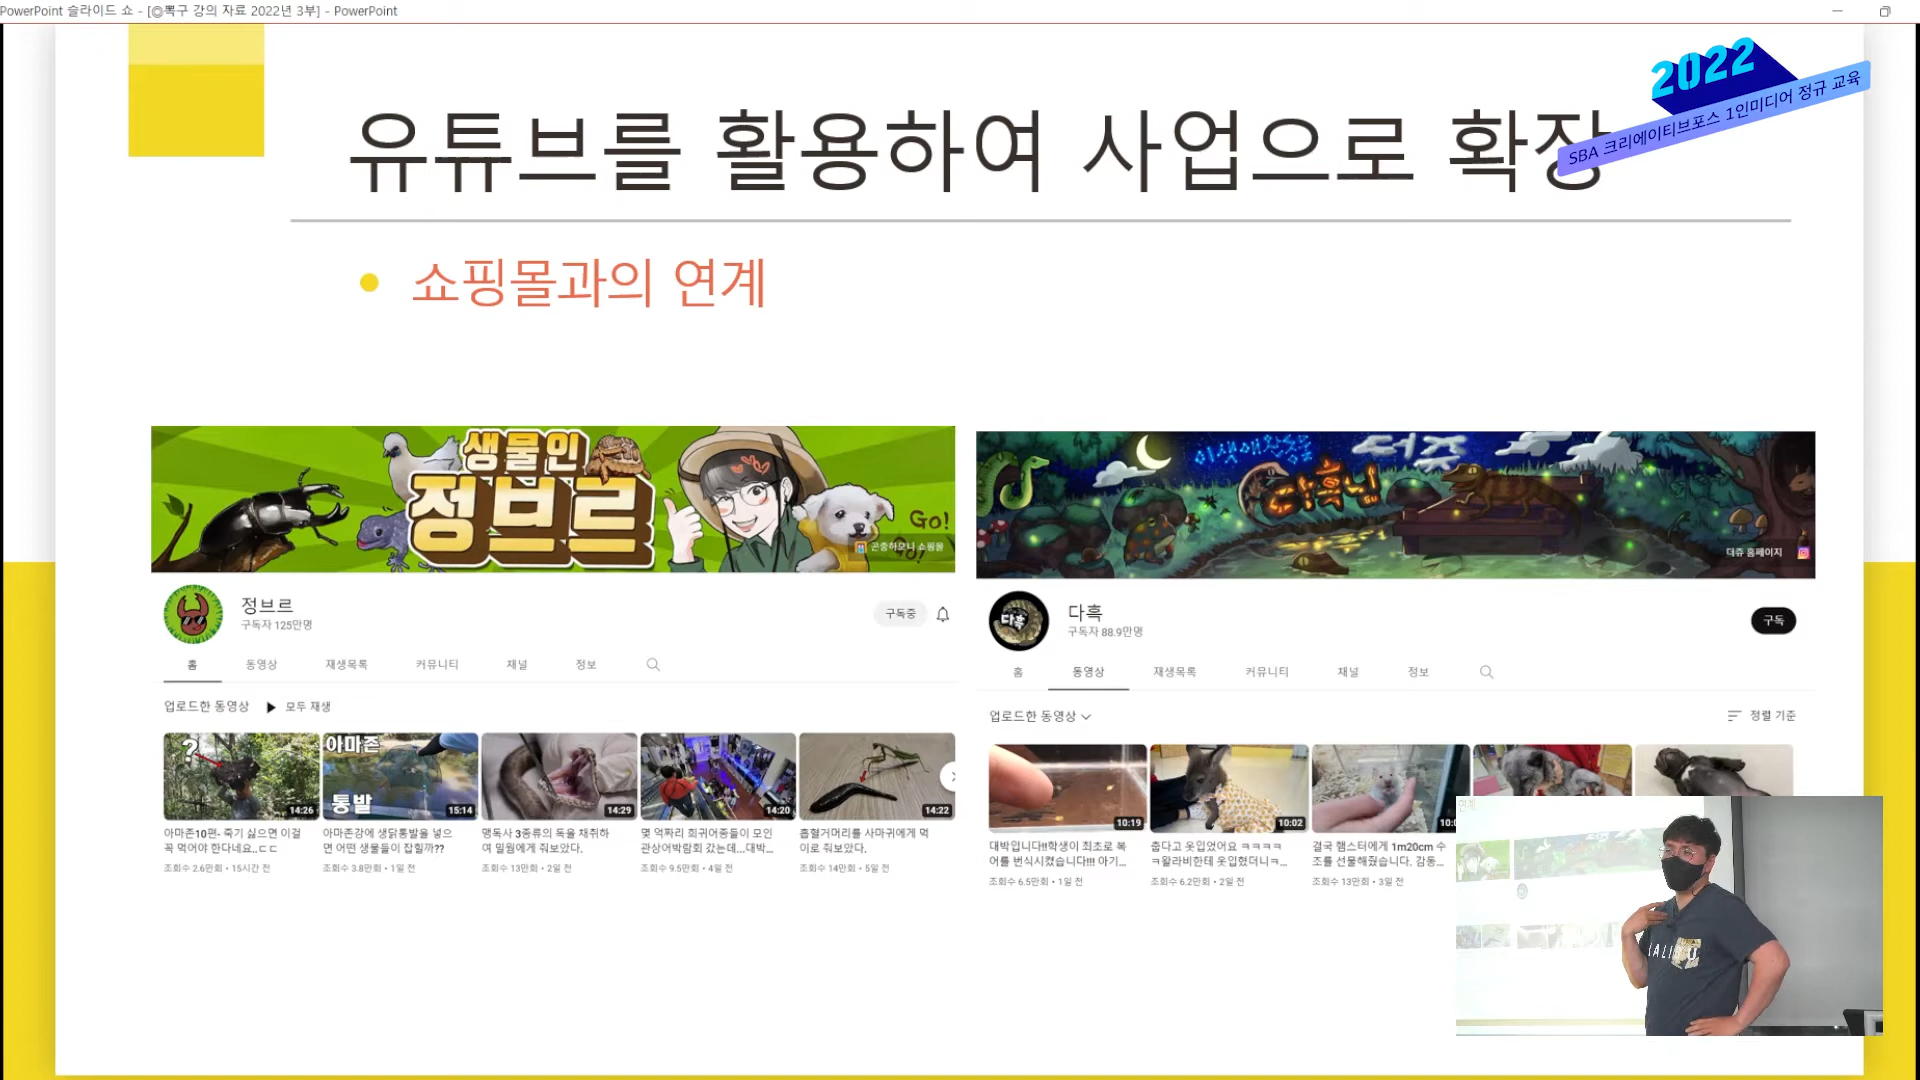 PowerPoint 슬라이드 쇼 - [◎뽁구 강의 자료 2022년 3부] - PowerPoint
2022
SBA 크리에이티브포스 1인미디어 정규 교육
유튜브를 활용하여 사업으로 확장
쇼핑몰과의 연계
생물인
정브르
Go!
곤충하모니 쇼핑몰
정브르
구독자 125만명
구독중
홈 동영상 재생목록 커뮤니티 채널 정보
업로드한 동영상 ▶ 모두 재생
?
아마존
통발
14:26
15:14
14:29
14:20
14:22
아마존10편- 죽기 싫으면 이걸
꼭 먹어야 한다네요..ㄷㄷ
조회수 2.6만회 • 15시간 전
아마존강에 생닭통발을 넣으
면 어떤 생물들이 잡힐까??
조회수 3.8만회 • 1일 전
맹독사 3종류의 독을 채취하
여 밀웜에게 줘보았다.
조회수 13만회 • 2일 전
몇 억짜리 희귀어종들이 모인
관상어박람회 갔는데...대박...
조회수 9.5만회 • 4일 전
흡혈거머리를 사마귀에게 먹
이로 줘보았다.
조회수 14만회 • 5일 전
이색애완동물
더쥬
다흑님
더쥬 홈페이지
다흑
다흑
구독자 88.9만명
구독
홈 동영상 재생목록 커뮤니티 채널 정보
업로드한 동영상
정렬 기준
10:19
10:02
대박입니다!!학생이 최초로 복
어를 번식시켰습니다!!! 아기...
조회수 6.5만회 • 1일 전
춥다고 옷입었어요 ㅋㅋㅋㅋ
ㅋ왈라비한테 옷입혔더니ㅋ...
조회수 6.2만회 • 2일 전
결국 햄스터에게 1m20cm 수
조를 선물해줬습니다. 감동...
조회수 13만회 • 3일 전
연계